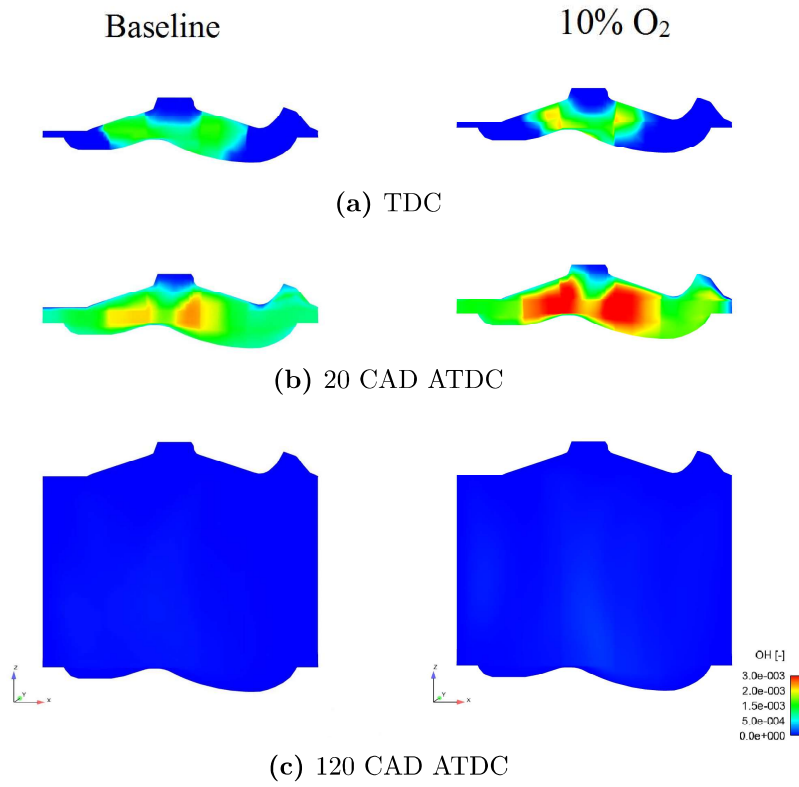 Baseline
10% O₂
(a) TDC
(b) 20 CAD ATDC
(c) 120 CAD ATDC
Z
Y
X
Z
Y
X
OH [-]
3.0e-003
2.0e-003
1.5e-003
5.0e-004
0.0e+000